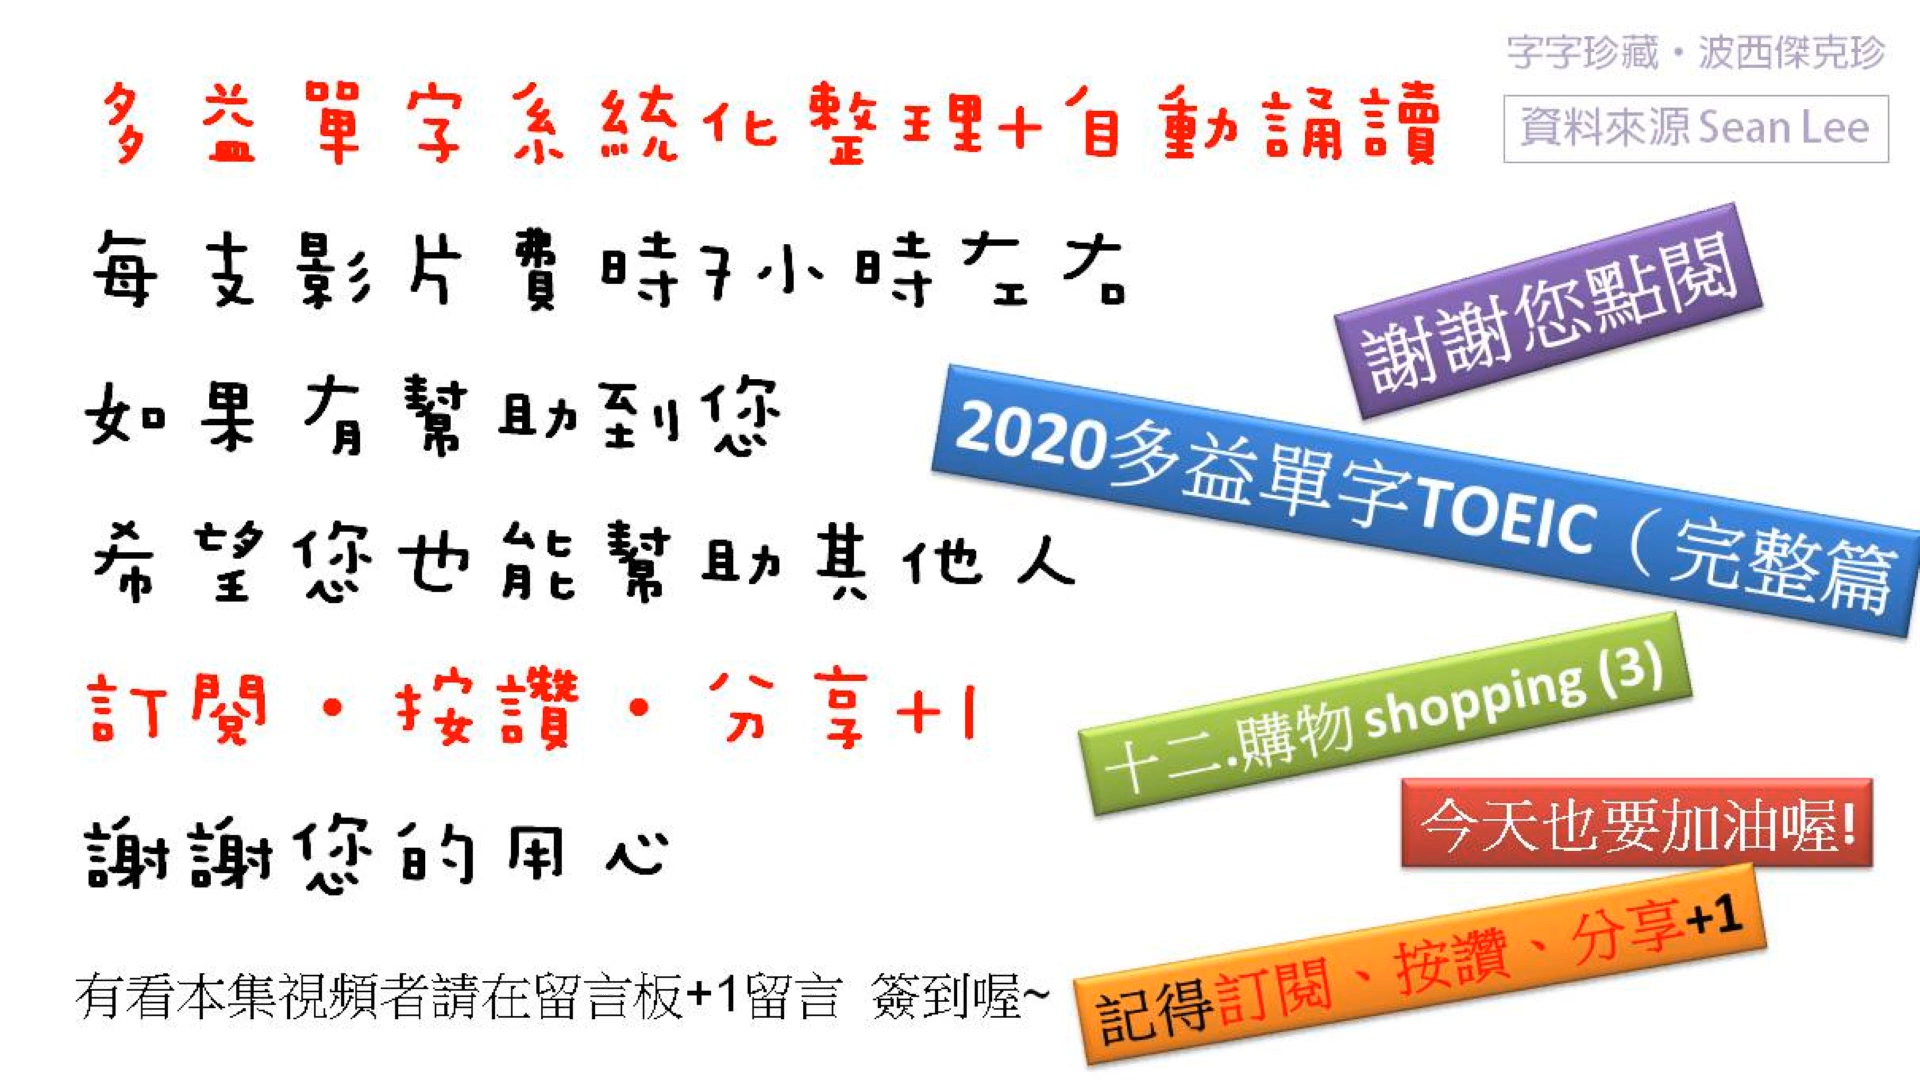 字字珍藏•波西傑克珍
資料來源 Sean Lee
多益單字系統化整理+自動誦讀
每支影片費時7小時左右
如果有幫助到您
希望您也能幫助其他人
訂閱•按讚•分享+1
謝謝您的用心
有看本集視頻者請在留言板+1留言 簽到喔~
謝謝您點閱
2020多益單字TOEIC（完整篇
十二.購物 shopping (3)
今天也要加油喔!
記得訂閱、按讚、分享+1